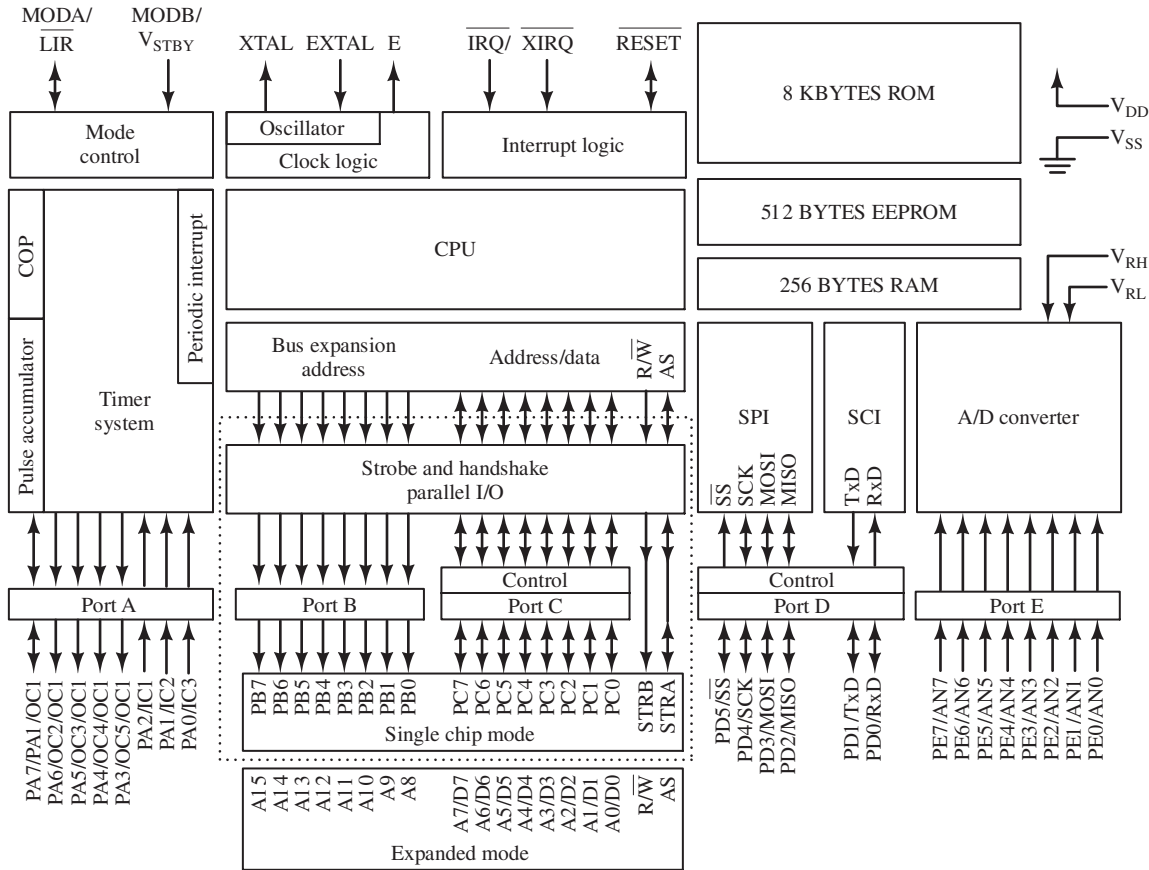 MODA/
LIR
MODB/
VSTBY
XTAL
EXTAL
E
IRQ/
XIRQ
RESET
8 KBYTES ROM
VDD
VSS
Mode
control
Oscillator
Clock logic
Interrupt logic
COP
Periodic interrupt
CPU
512 BYTES EEPROM
256 BYTES RAM
VRH
VRL
Pulse accumulator
Timer
system
Bus expansion
address
Address/data
R/W
AS
SPI
SCI
A/D converter
Strobe and handshake
parallel I/O
SS
SCK
MOSI
MISO
TxD
RxD
Port A
Port B
Control
Port C
Control
Port D
Port E
PA7/PA1 /OC1
PA6/OC2/OC1
PA5/OC3/OC1
PA4/OC4/OC1
PA3/OC5/OC1
PA2/IC1
PA1/IC2
PA0/IC3
PB7
PB6
PB5
PB4
PB3
PB2
PB1
PB0
PC7
PC6
PC5
PC4
PC3
PC2
PC1
PC0
STRB
STRA
Single chip mode
PD5/SS
PD4/SCK
PD3/MOSI
PD2/MISO
PD1/TxD
PD0/RxD
PE7/AN7
PE6/AN6
PE5/AN5
PE4/AN4
PE3/AN3
PE2/AN2
PE1/AN1
PE0/AN0
A15
A14
A13
A12
A11
A10
A9
A8
A7/D7
A6/D6
A5/D5
A4/D4
A3/D3
A2/D2
A1/D1
A0/D0
R/W
AS
Expanded mode